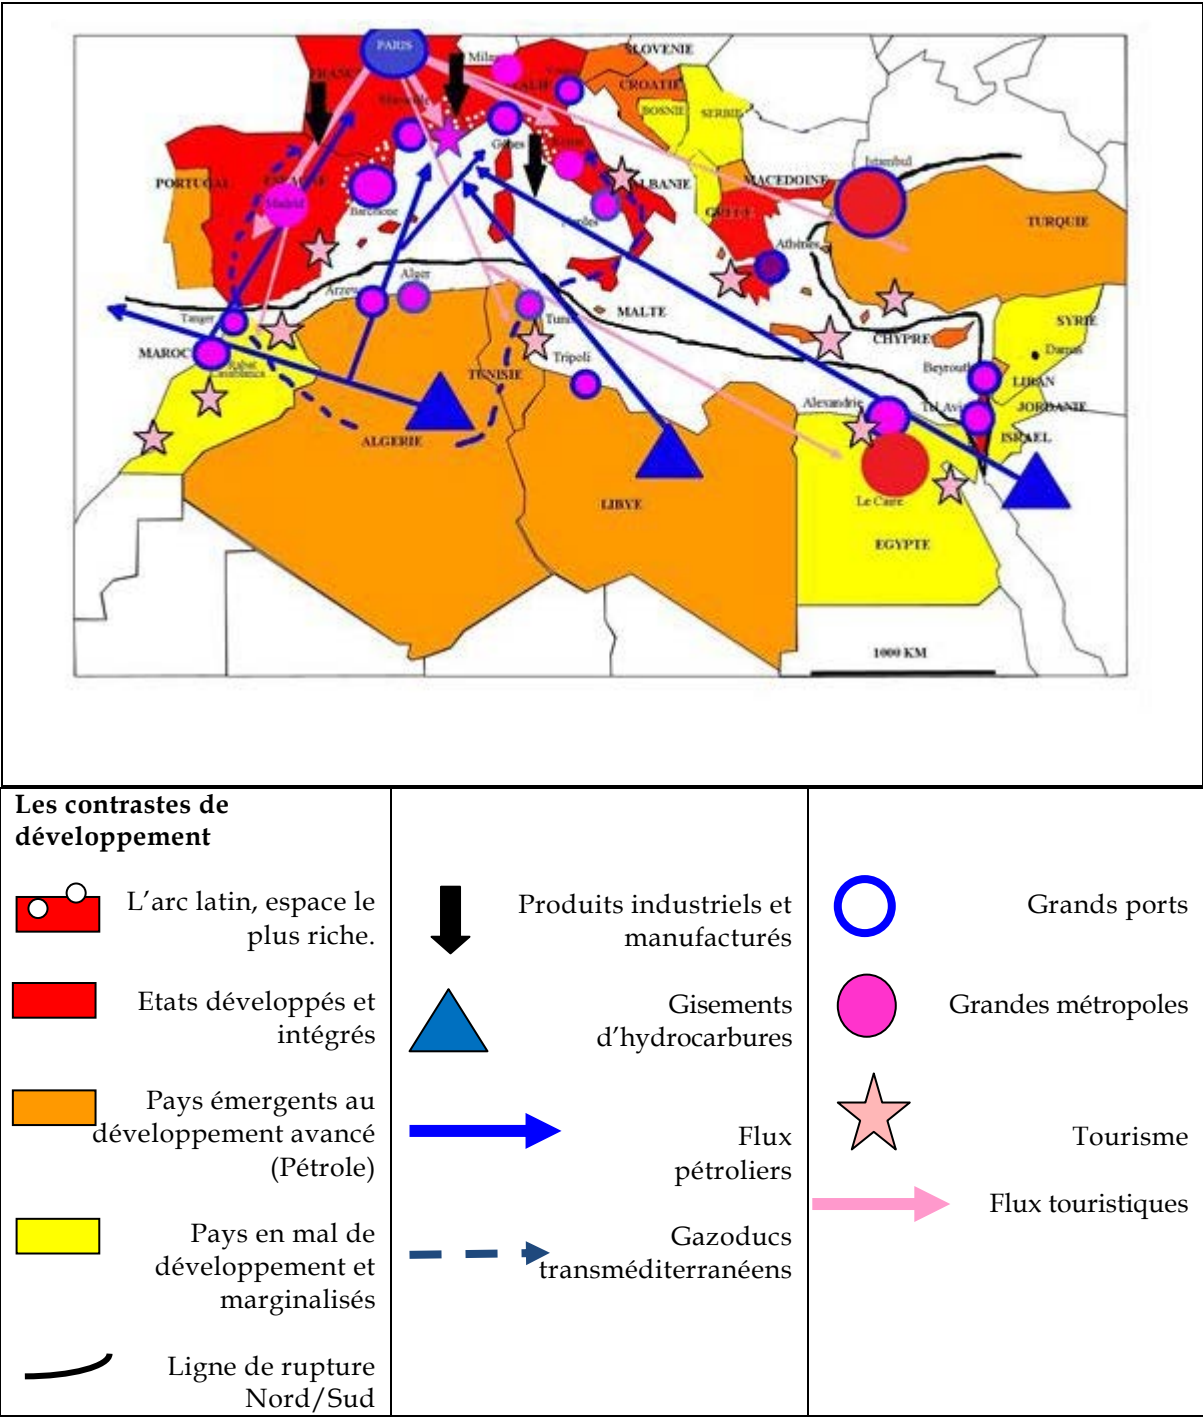 PARIS
SLOVENIE
Milan
FRANCE
CROATIE
BOSNIE
SERBIE
Marseille
Gênes
Istanbul
PORTUGAL
ESPAGNE
ALBANIE
MACEDOINE
Madrid
Barcelone
Naples
GRECE
TURQUIE
Athènes
Alger
Arzew
MALTE
Tanger
Tunis
SYRIE
CHYPRE
MAROC
Tripoli
Damas
Rabat
Casablanca
TUNISIE
Beyrouth
LIBAN
Alexandrie
Tel Aviv
JORDANIE
ALGERIE
ISRAEL
LIBYE
Le Caire
EGYPTE
1000 KM
Les contrastes de
développement
L'arc latin, espace le
plus riche.
Etats développés et
intégrés
Pays émergents au
développement avancé
(Pétrole)
Pays en mal de
développement et
marginalisés
Ligne de rupture
Nord/Sud
Produits industriels et
manufacturés
Gisements
d'hydrocarbures
Flux
pétroliers
Gazoducs
transméditerranéens
Grands ports
Grandes métropoles
Tourisme
Flux touristiques